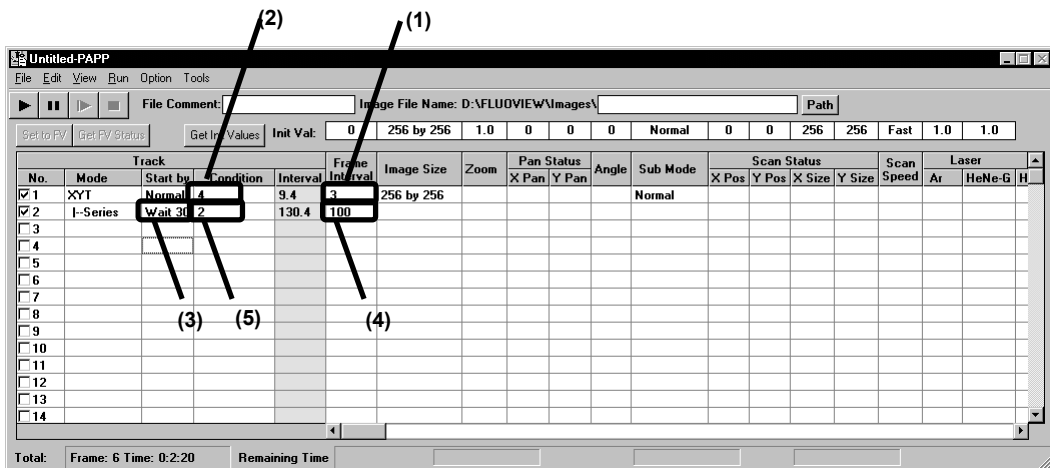 (2) (1)
Untitled-PAPP
File Edit View Run Option Tools
File Comment: Image File Name: D:\FLUOVIEW\Images\ Path
Set to FV Get FV Status Get Init Values Init Val: 0 256 by 256 1.0 0 0 0 Normal 0 0 256 256 Fast 1.0 1.0
Track Frame Interval Image Size Zoom Pan Status Angle Sub Mode Scan Status Scan Speed Laser
No. Mode Start by Condition Interval X Pan Y Pan X Pos Y Pos X Size Y Size Ar HeNe-G H
1 XYT Normal 4 9.4 3 256 by 256 Normal
2 |--Series Wait 30 2 130.4 100
3
4
5
6
7
8
(3) (5) (4)
9
10
11
12
13
14
Total: Frame: 6 Time: 0:2:20 Remaining Time